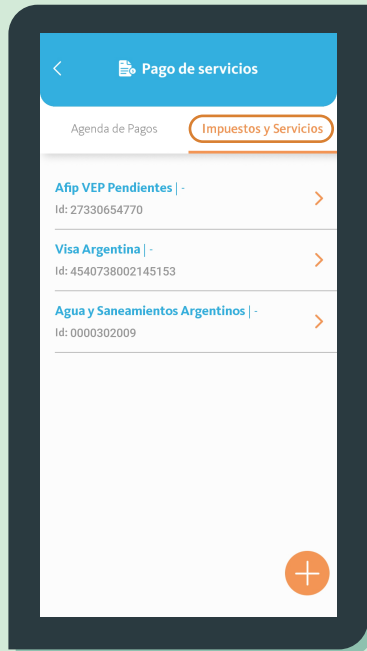 Pago de servicios
Agenda de Pagos
Impuestos y Servicios
Afip VEP Pendientes | -
Id: 27330654770
Visa Argentina | -
Id: 4540738002145153
Agua y Saneamientos Argentinos | -
Id: 0000302009